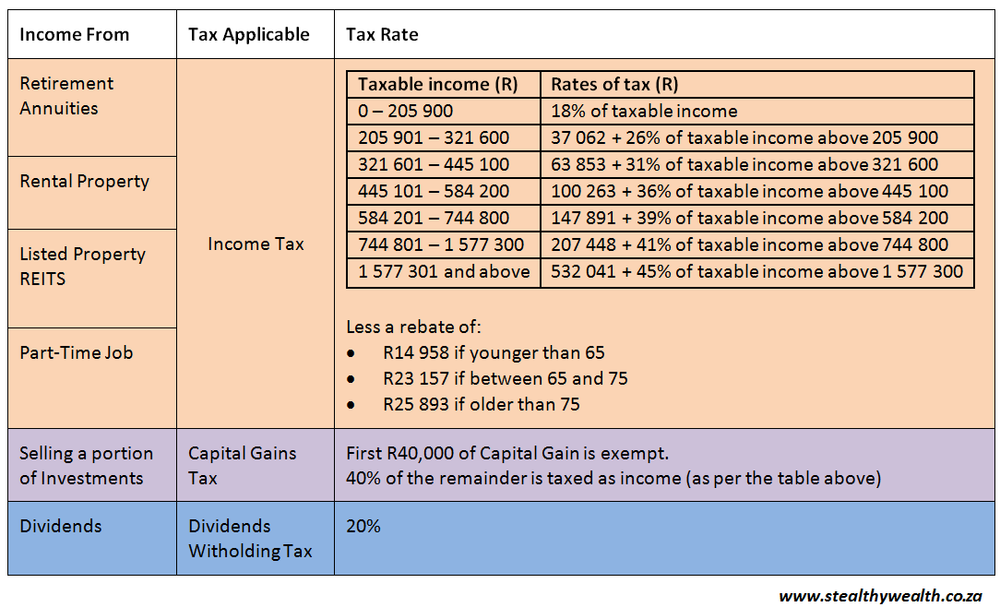 Income From
Tax Applicable
Tax Rate
Retirement
Annuities
Rental Property
Listed Property
REITS
Part-Time Job
Income Tax
Taxable income (R)
Rates of tax (R)
0 – 205 900
18% of taxable income
205 901 – 321 600
37 062 + 26% of taxable income above 205 900
321 601 – 445 100
63 853 + 31% of taxable income above 321 600
445 101 – 584 200
100 263 + 36% of taxable income above 445 100
584 201 – 744 800
147 891 + 39% of taxable income above 584 200
744 801 – 1 577 300
207 448 + 41% of taxable income above 744 800
1 577 301 and above
532 041 + 45% of taxable income above 1 577 300
Less a rebate of:
• R14 958 if younger than 65
• R23 157 if between 65 and 75
• R25 893 if older than 75
Selling a portion
of Investments
Capital Gains
Tax
First R40,000 of Capital Gain is exempt.
40% of the remainder is taxed as income (as per the table above)
Dividends
Dividends
Witholding Tax
20%
www.stealthywealth.co.za